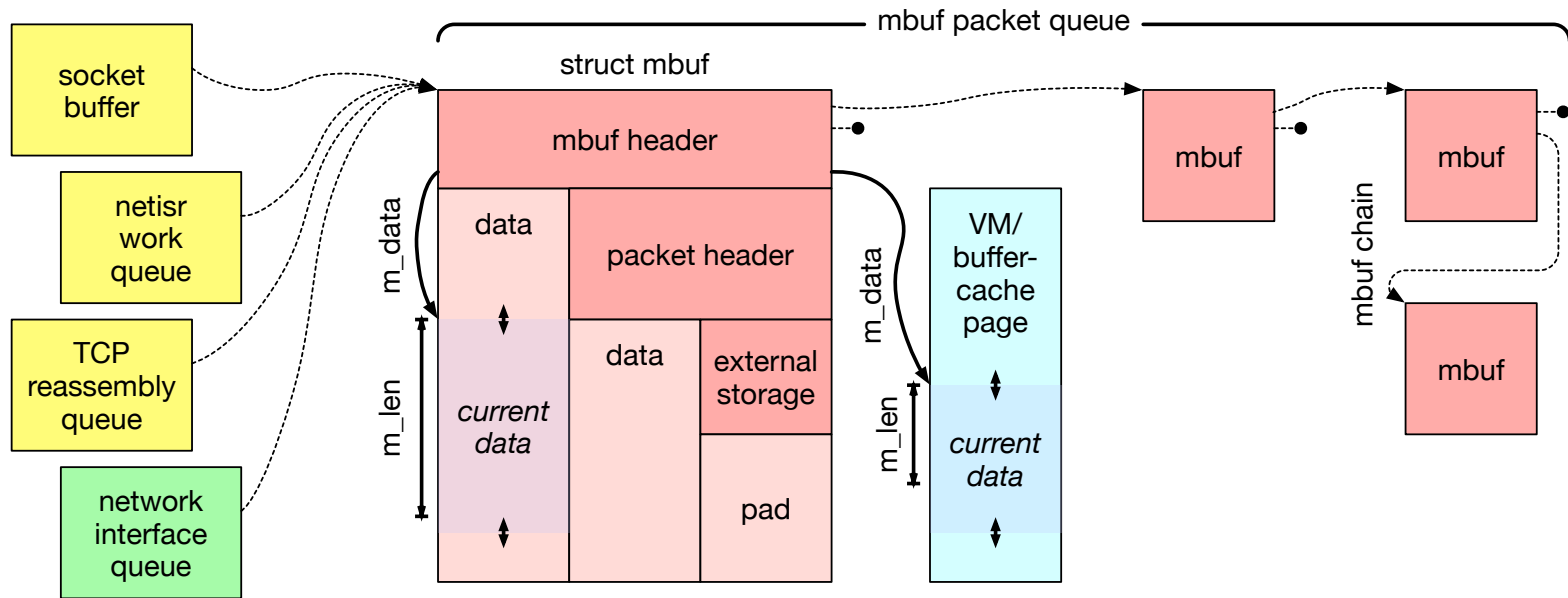 mbuf packet queue
socket
buffer
struct mbuf
mbuf header
mbuf
mbuf
netisr
work
queue
m_data
data
packet header
m_data
VM/
buffer-
cache
page
mbuf chain
TCP
reassembly
queue
m_len
current
data
data
external
storage
m_len
current
data
mbuf
network
interface
queue
pad